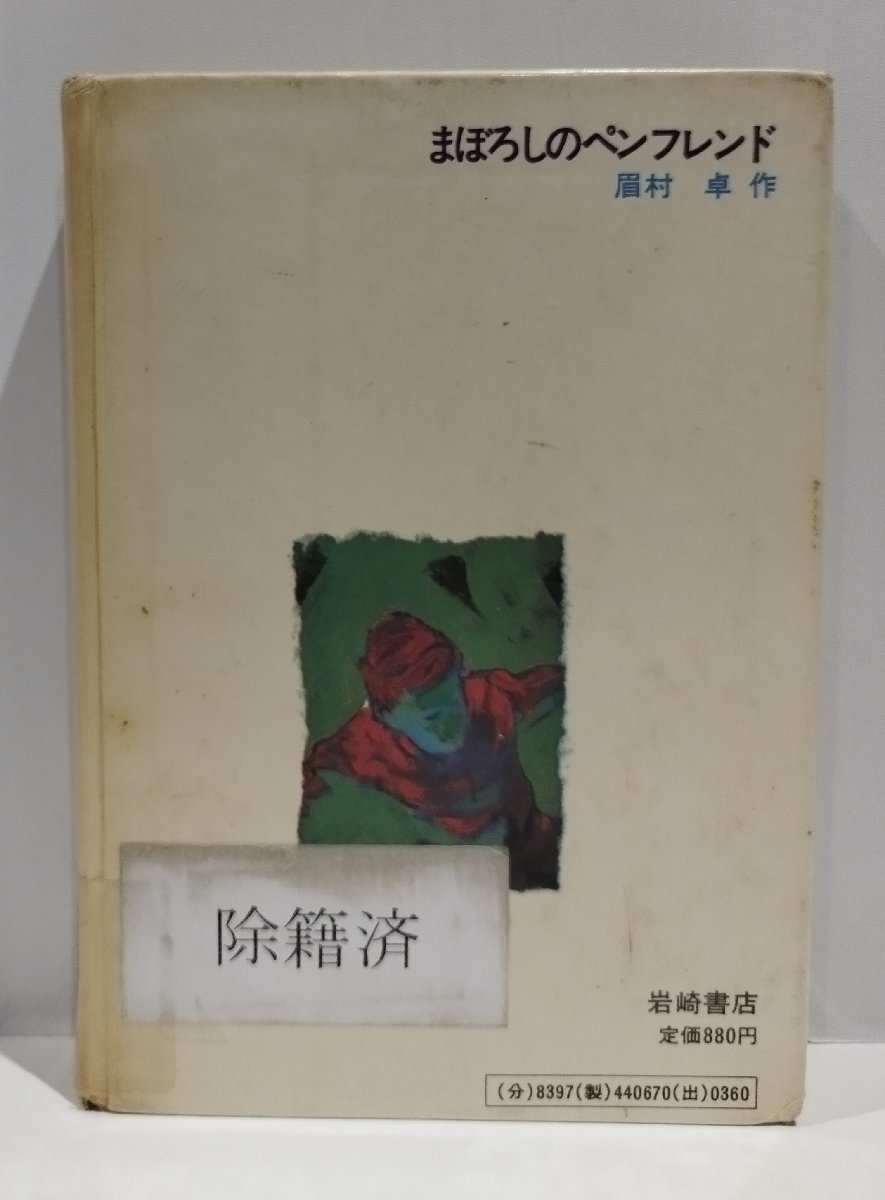 まぼろしのペンフレンド
眉村 卓 作
除籍済
岩崎書店
定価880円
(分)8397(製)440670(出)0360